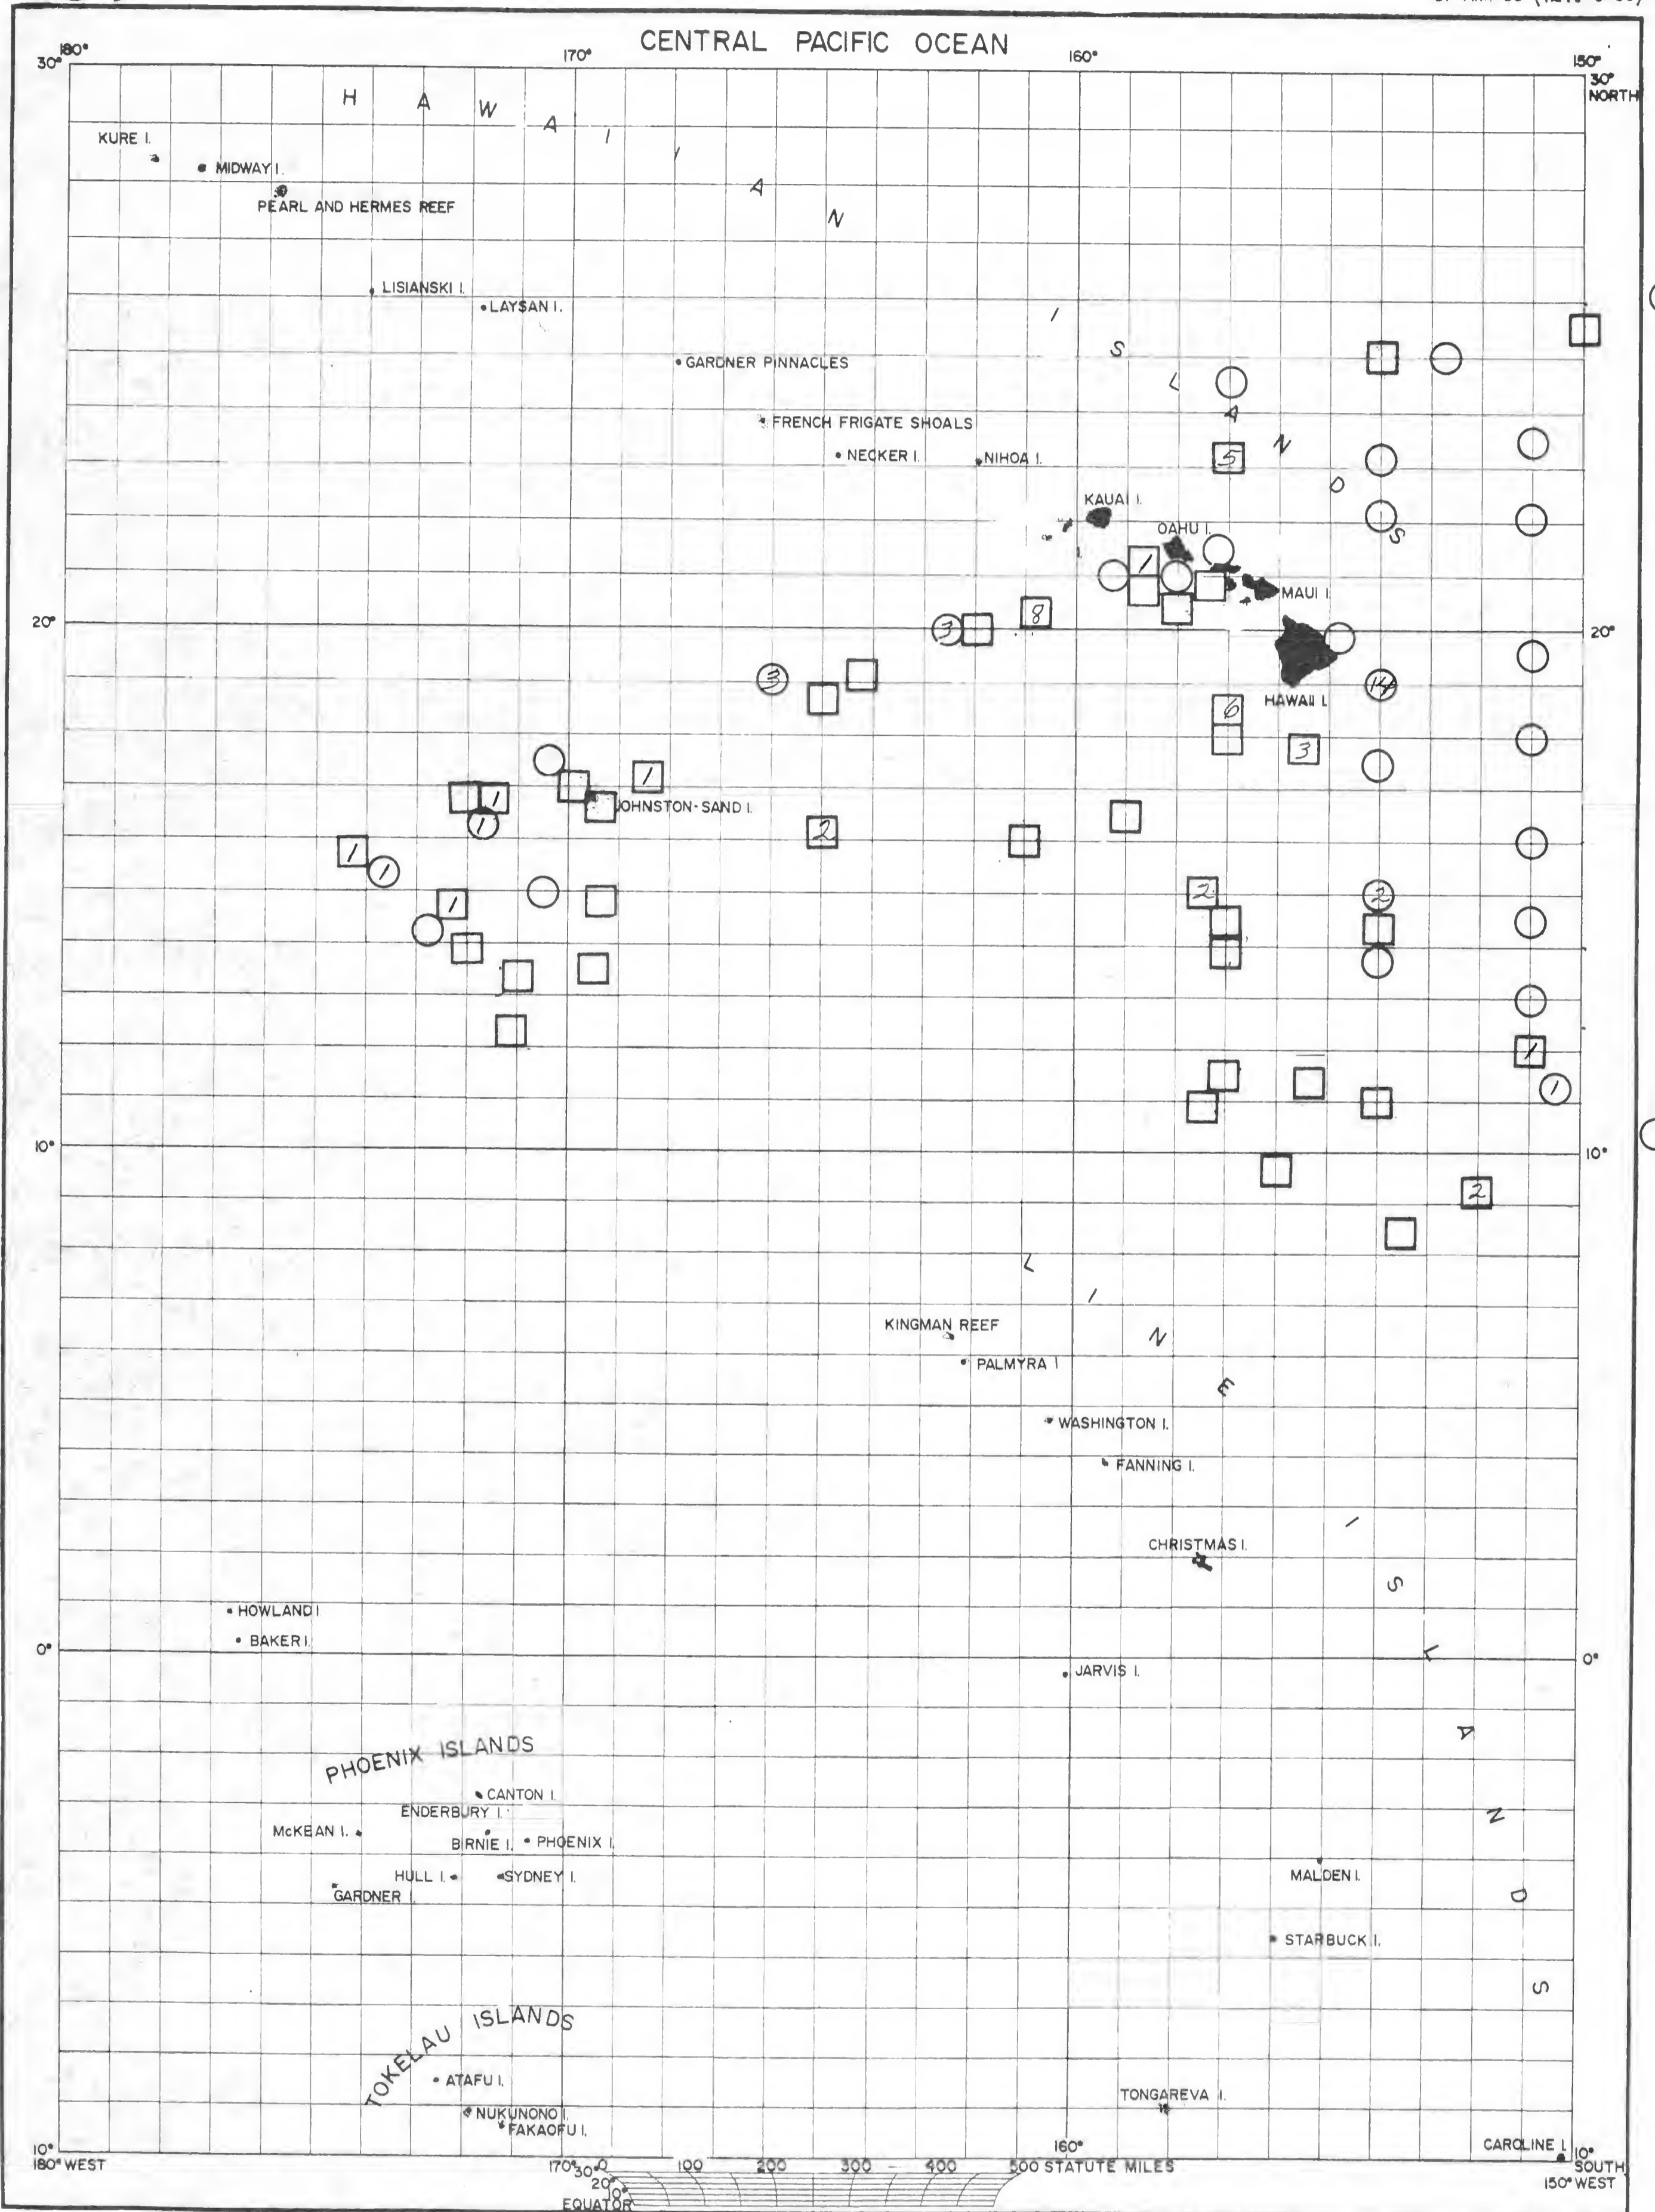 CENTRAL PACIFIC OCEAN
180° 170° 160° 150°
30° 30°
NORTH
H A W A I I A N I S L A N D S
KURE I.
MIDWAY I.
PEARL AND HERMES REEF
LISIANSKI I.
LAYSAN I.
GARDNER PINNACLES
FRENCH FRIGATE SHOALS
5
NECKER I. NIHOA I.
KAUAI I.
OAHU I.
1
MAUI I.
8
20° 3 20°
3 14
HAWAII I.
6
3
1
1 JOHNSTON-SAND I.
1 2
1
1
2 2
1
1
1
10° 10°
2
L I N E I S L A N D S
KINGMAN REEF
PALMYRA I
WASHINGTON I.
FANNING I.
CHRISTMAS I.
HOWLAND I
BAKER I.
0° 0°
JARVIS I.
PHOENIX ISLANDS
CANTON I.
ENDERBURY I.
McKEAN I.
BIRNIE I. PHOENIX I.
HULL I. SYDNEY I. MALDEN I.
GARDNER I.
STARBUCK I.
TOKELAU ISLANDS
ATAFU I.
TONGAREVA I.
NUKUNONO I.
FAKAOFU I.
CAROLINE I.
10° 160° 10°
180° WEST 170° SOUTH
150° WEST
30° 0 100 200 300 400 500 STATUTE MILES
20°
10°
EQUATOR